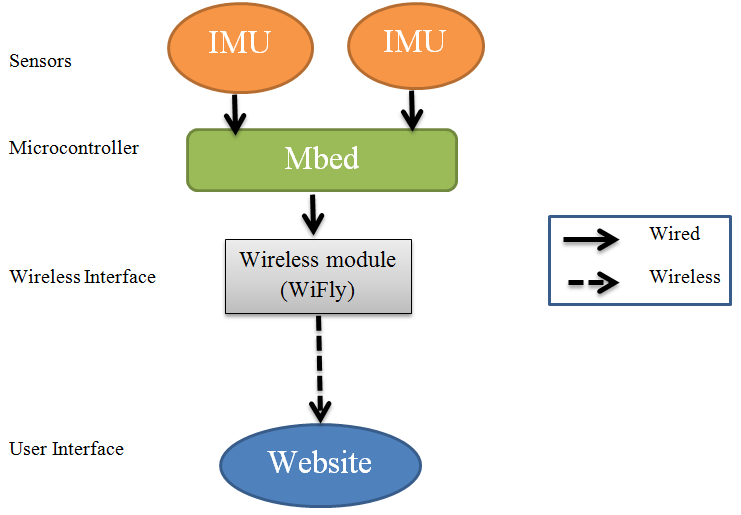 IMU
IMU
Sensors
Microcontroller
Mbed
Wired
Wireless module
(WiFly)
Wireless Interface
Wireless
User Interface
Website